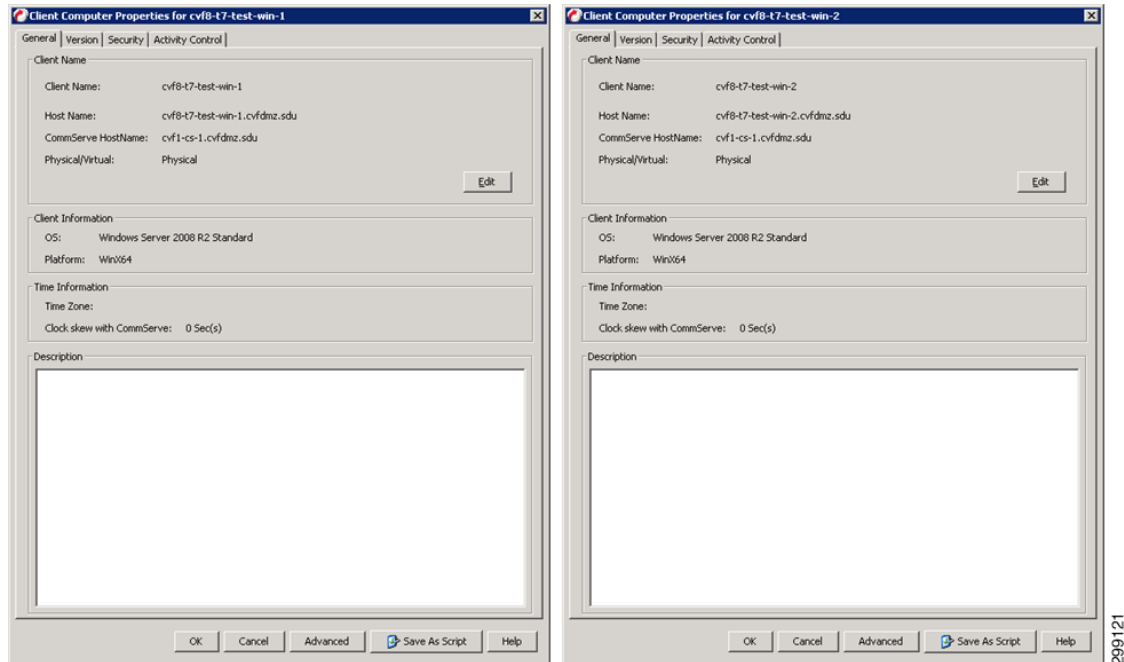 Client Computer Properties for cvf8-t7-test-win-1
General Version Security Activity Control
Client Name
Client Name: cvf8-t7-test-win-1
Host Name: cvf8-t7-test-win-1.cvfdmz.sdu
CommServe HostName: cvf1-cs-1.cvfdmz.sdu
Physical/Virtual: Physical
Edit
Client Information
OS: Windows Server 2008 R2 Standard
Platform: WinX64
Time Information
Time Zone:
Clock skew with CommServe: 0 Sec(s)
Description
OK Cancel Advanced Save As Script Help
Client Computer Properties for cvf8-t7-test-win-2
General Version Security Activity Control
Client Name
Client Name: cvf8-t7-test-win-2
Host Name: cvf8-t7-test-win-2.cvfdmz.sdu
CommServe HostName: cvf1-cs-1.cvfdmz.sdu
Physical/Virtual: Physical
Edit
Client Information
OS: Windows Server 2008 R2 Standard
Platform: WinX64
Time Information
Time Zone:
Clock skew with CommServe: 0 Sec(s)
Description
OK Cancel Advanced Save As Script Help
299121